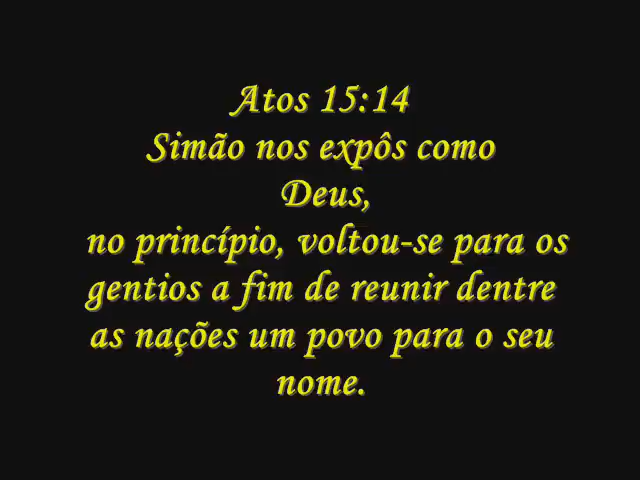 Atos 15:14
Simão nos expôs como
Deus,
no princípio, voltou-se para os
gentios a fim de reunir dentre
as nações um povo para o seu
nome.